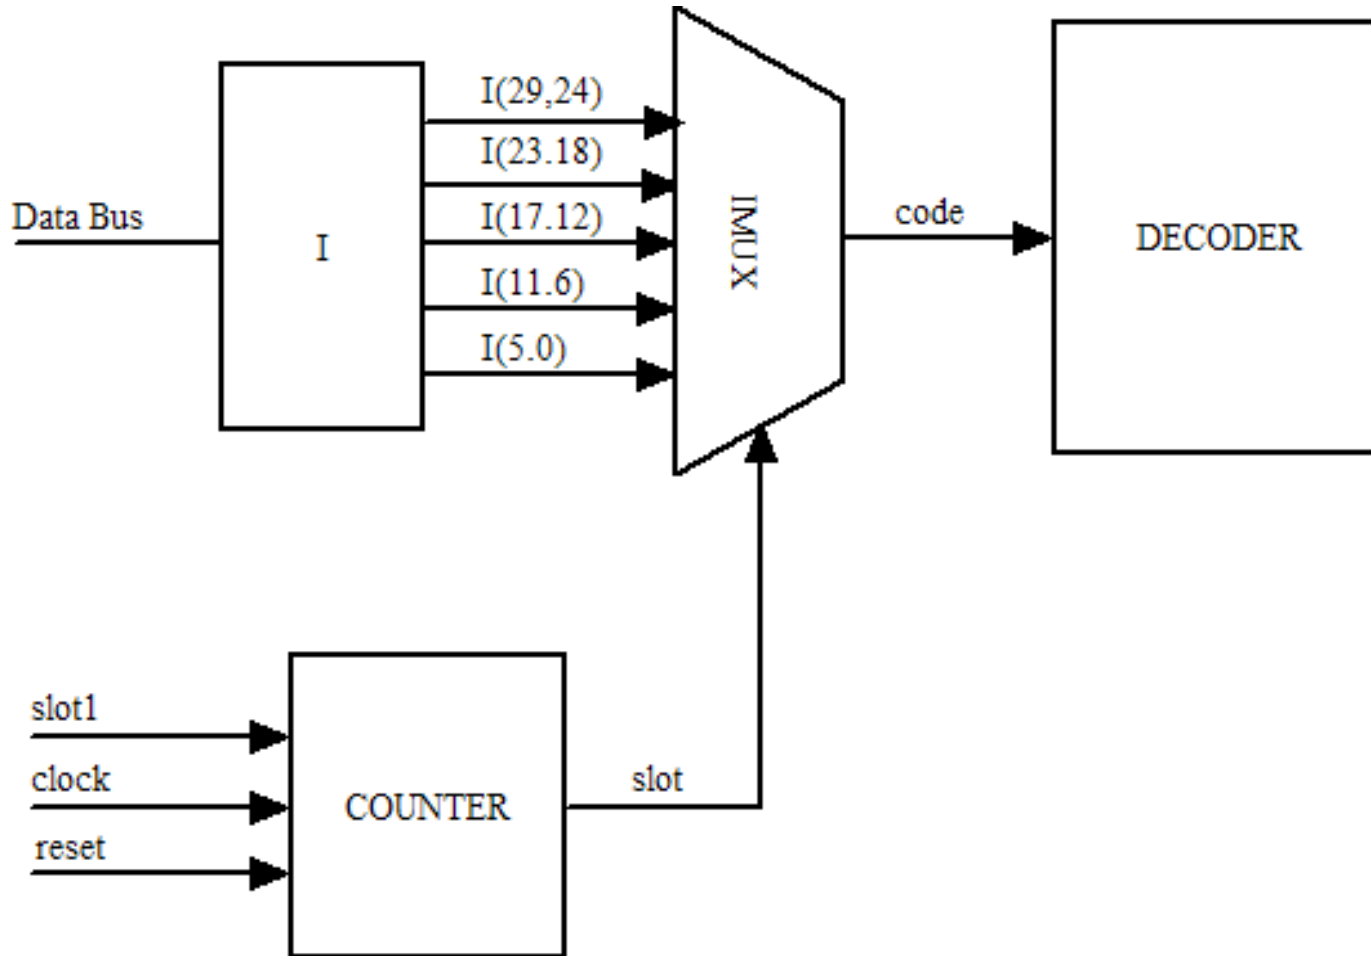 I(29,24)
I(23.18)
Data Bus
I
I(17.12)
I(11.6)
I(5.0)
IMUX
code
DECODER
slot1
clock
reset
COUNTER
slot